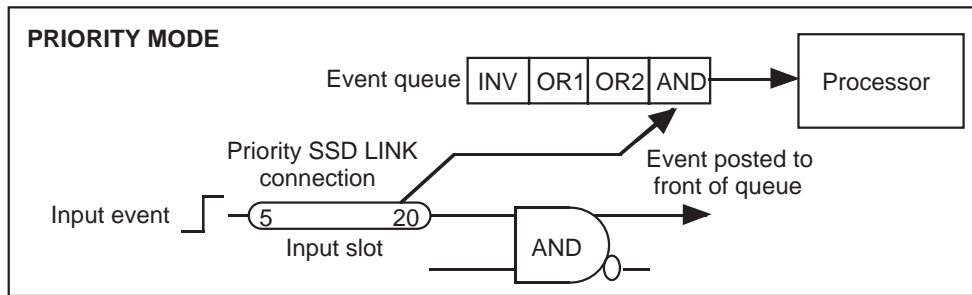 PRIORITY MODE
Event queue
INV OR1 OR2 AND
Processor
Priority SSD LINK
connection
Event posted to
front of queue
Input event
5 20
Input slot
AND